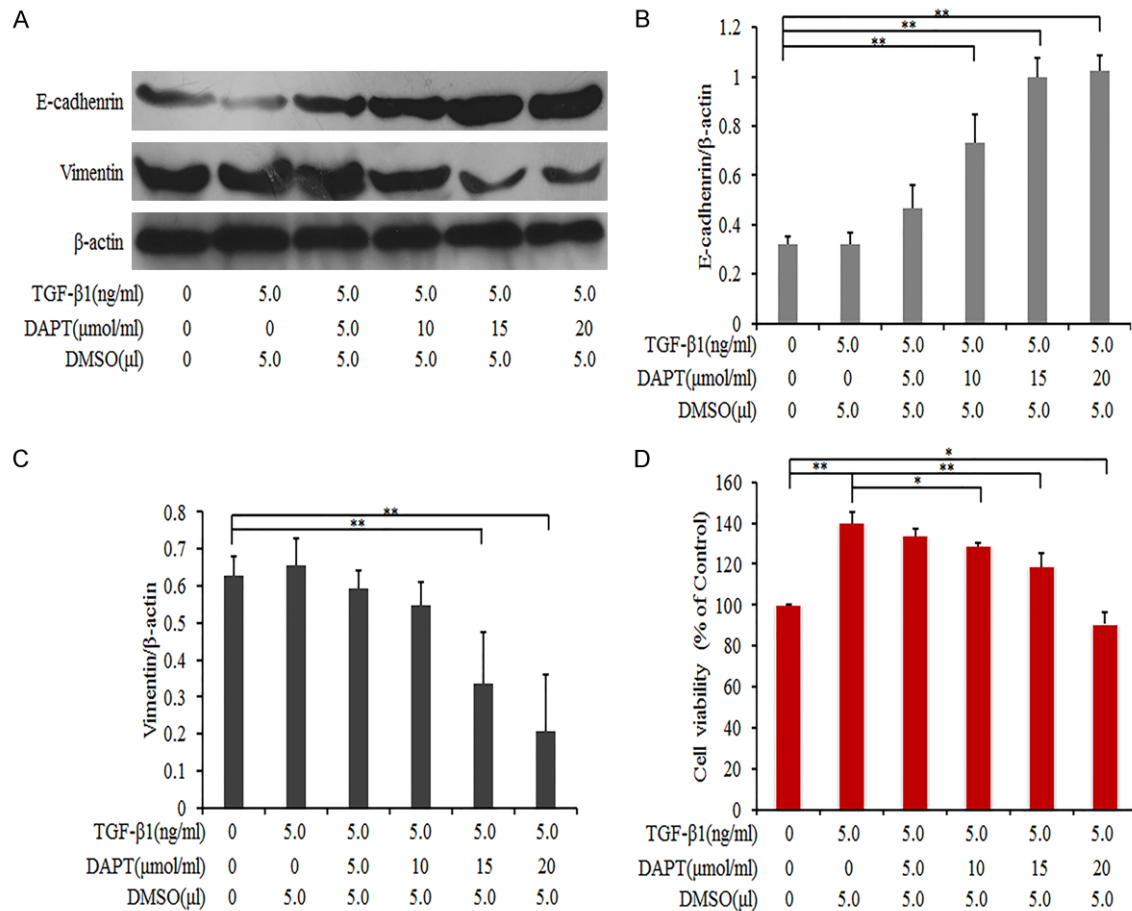 A
E-cadhenrin
Vimentin
β-actin
TGF-β1(ng/ml) 0 5.0 5.0 5.0 5.0 5.0
DAPT(μmol/ml) 0 0 5.0 10 15 20
DMSO(μl) 0 5.0 5.0 5.0 5.0 5.0
B
** 
**
**
E-cadhenrin/β-actin
1.2
1
0.8
0.6
0.4
0.2
0
TGF-β1(ng/ml) 0 5.0 5.0 5.0 5.0 5.0
DAPT(μmol/ml) 0 0 5.0 10 15 20
DMSO(μl) 0 5.0 5.0 5.0 5.0 5.0
C
**
**
Vimentin/β-actin
0.8
0.7
0.6
0.5
0.4
0.3
0.2
0.1
0
TGF-β1(ng/ml) 0 5.0 5.0 5.0 5.0 5.0
DAPT(μmol/ml) 0 0 5.0 10 15 20
DMSO(μl) 0 5.0 5.0 5.0 5.0 5.0
D
*
** **
*
Cell viability (% of Control)
160
140
120
100
80
60
40
20
0
TGF-β1(ng/ml) 0 5.0 5.0 5.0 5.0 5.0
DAPT(μmol/ml) 0 0 5.0 10 15 20
DMSO(μl) 0 5.0 5.0 5.0 5.0 5.0